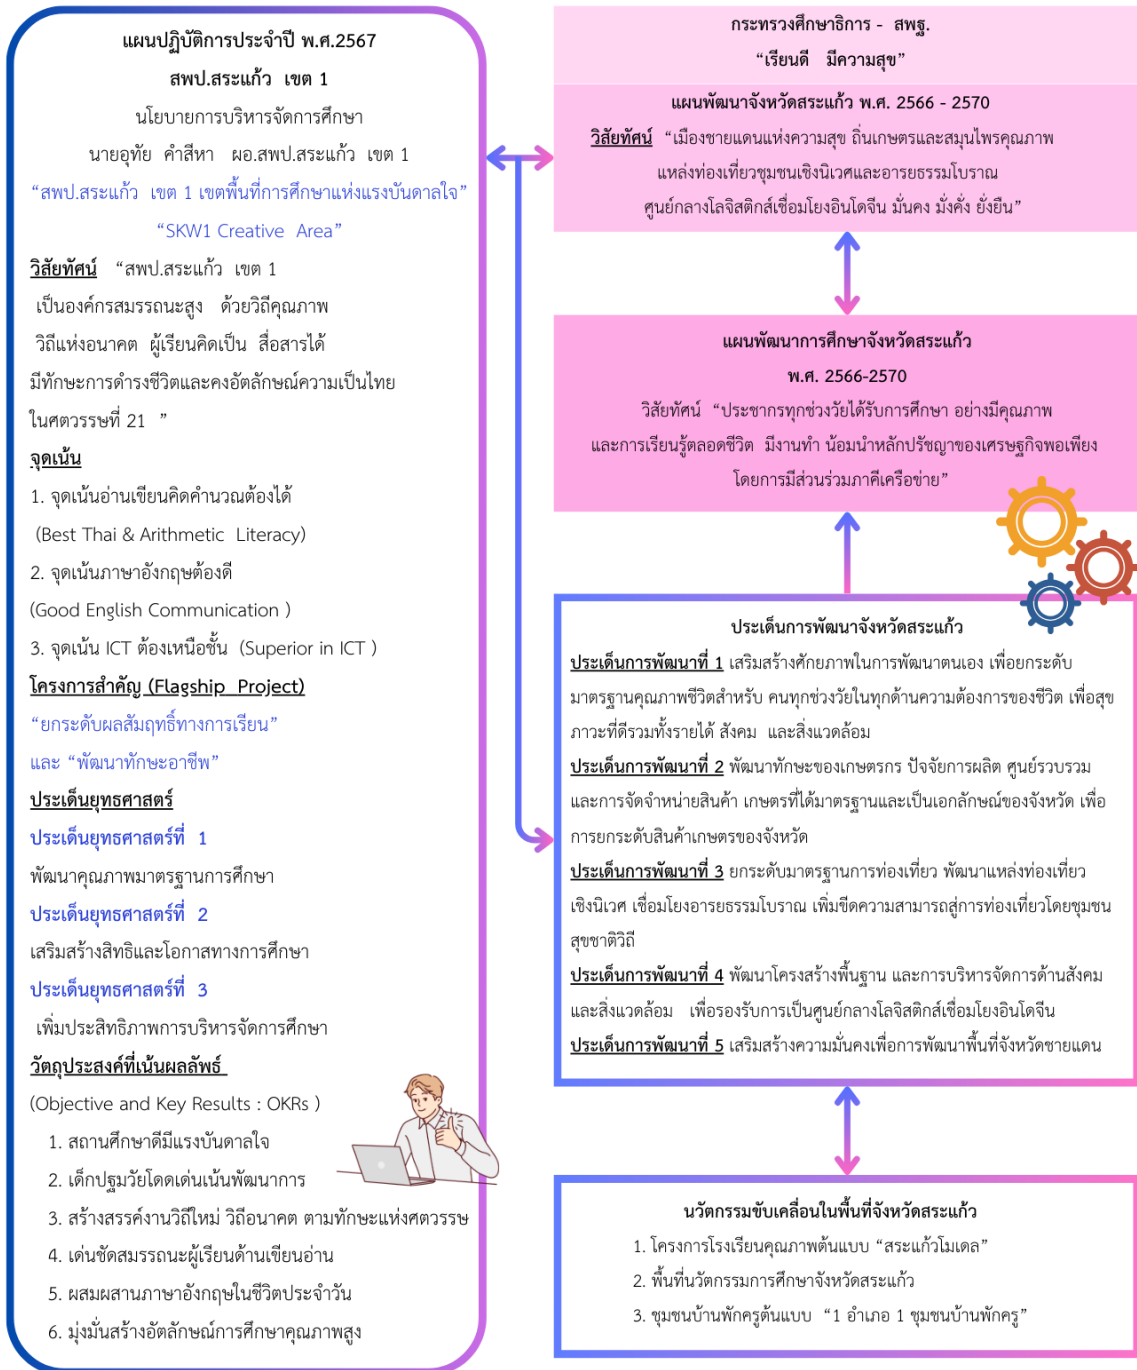 แผนปฏิบัติการประจำปี พ.ศ.2567
สพป.สระแก้ว เขต 1
นโยบายการบริหารจัดการศึกษา
นายอุทัย คำสีหา ผอ.สพป.สระแก้ว เขต 1
“สพป.สระแก้ว เขต 1 เขตพื้นที่การศึกษาแห่งแรงบันดาลใจ”
“SKW1 Creative Area”
วิสัยทัศน์ “สพป.สระแก้ว เขต 1
เป็นองค์กรสมรรถนะสูง ด้วยวิถีคุณภาพ
วิถีแห่งอนาคต ผู้เรียนคิดเป็น สื่อสารได้
มีทักษะการดำรงชีวิตและคงอัตลักษณ์ความเป็นไทย
ในศตวรรษที่ 21 ”
จุดเน้น
1. จุดเน้นอ่านเขียนคิดคำนวณต้องได้
(Best Thai & Arithmetic Literacy)
2. จุดเน้นภาษาอังกฤษต้องดี
(Good English Communication )
3. จุดเน้น ICT ต้องเหนือชั้น (Superior in ICT )
โครงการสำคัญ (Flagship Project)
“ยกระดับผลสัมฤทธิ์ทางการเรียน”
และ “พัฒนาทักษะอาชีพ”
ประเด็นยุทธศาสตร์
ประเด็นยุทธศาสตร์ที่ 1
พัฒนาคุณภาพมาตรฐานการศึกษา
ประเด็นยุทธศาสตร์ที่ 2
เสริมสร้างสิทธิและโอกาสทางการศึกษา
ประเด็นยุทธศาสตร์ที่ 3
เพิ่มประสิทธิภาพการบริหารจัดการศึกษา
วัตถุประสงค์ที่เน้นผลลัพธ์
(Objective and Key Results : OKRs )
1. สถานศึกษาดีมีแรงบันดาลใจ
2. เด็กปฐมวัยโดดเด่นเน้นพัฒนาการ
3. สร้างสรรค์งานวิถีใหม่ วิถีอนาคต ตามทักษะแห่งศตวรรษ
4. เด่นชัดสมรรถนะผู้เรียนด้านเขียนอ่าน
5. ผสมผสานภาษาอังกฤษในชีวิตประจำวัน
6. มุ่งมั่นสร้างอัตลักษณ์การศึกษาคุณภาพสูง
กระทรวงศึกษาธิการ - สพฐ.
“เรียนดี มีความสุข”
แผนพัฒนาจังหวัดสระแก้ว พ.ศ. 2566 - 2570
วิสัยทัศน์ “เมืองชายแดนแห่งความสุข ถิ่นเกษตรและสมุนไพรคุณภาพ
แหล่งท่องเที่ยวชุมชนเชิงนิเวศและอารยธรรมโบราณ
ศูนย์กลางโลจิสติกส์เชื่อมโยงอินโดจีน มั่นคง มั่งคั่ง ยั่งยืน”
แผนพัฒนาการศึกษาจังหวัดสระแก้ว
พ.ศ. 2566-2570
วิสัยทัศน์ “ประชากรทุกช่วงวัยได้รับการศึกษา อย่างมีคุณภาพ
และการเรียนรู้ตลอดชีวิต มีงานทำ น้อมนำหลักปรัชญาของเศรษฐกิจพอเพียง
โดยการมีส่วนร่วมภาคีเครือข่าย”
ประเด็นการพัฒนาจังหวัดสระแก้ว
ประเด็นการพัฒนาที่ 1 เสริมสร้างศักยภาพในการพัฒนาตนเอง เพื่อยกระดับ
มาตรฐานคุณภาพชีวิตสำหรับ คนทุกช่วงวัยในทุกด้านความต้องการของชีวิต เพื่อสุข
ภาวะที่ดีรวมทั้งรายได้ สังคม และสิ่งแวดล้อม
ประเด็นการพัฒนาที่ 2 พัฒนาทักษะของเกษตรกร ปัจจัยการผลิต ศูนย์รวบรวม
และการจัดจำหน่ายสินค้า เกษตรที่ได้มาตรฐานและเป็นเอกลักษณ์ของจังหวัด เพื่อ
การยกระดับสินค้าเกษตรของจังหวัด
ประเด็นการพัฒนาที่ 3 ยกระดับมาตรฐานการท่องเที่ยว พัฒนาแหล่งท่องเที่ยว
เชิงนิเวศ เชื่อมโยงอารยธรรมโบราณ เพิ่มขีดความสามารถสู่การท่องเที่ยวโดยชุมชน
สุขชาติวิถี
ประเด็นการพัฒนาที่ 4 พัฒนาโครงสร้างพื้นฐาน และการบริหารจัดการด้านสังคม
และสิ่งแวดล้อม เพื่อรองรับการเป็นศูนย์กลางโลจิสติกส์เชื่อมโยงอินโดจีน
ประเด็นการพัฒนาที่ 5 เสริมสร้างความมั่นคงเพื่อการพัฒนาพื้นที่จังหวัดชายแดน
นวัตกรรมขับเคลื่อนในพื้นที่จังหวัดสระแก้ว
1. โครงการโรงเรียนคุณภาพต้นแบบ “สระแก้วโมเดล”
2. พื้นที่นวัตกรรมการศึกษาจังหวัดสระแก้ว
3. ชุมชนบ้านพักครูต้นแบบ “1 อำเภอ 1 ชุมชนบ้านพักครู”